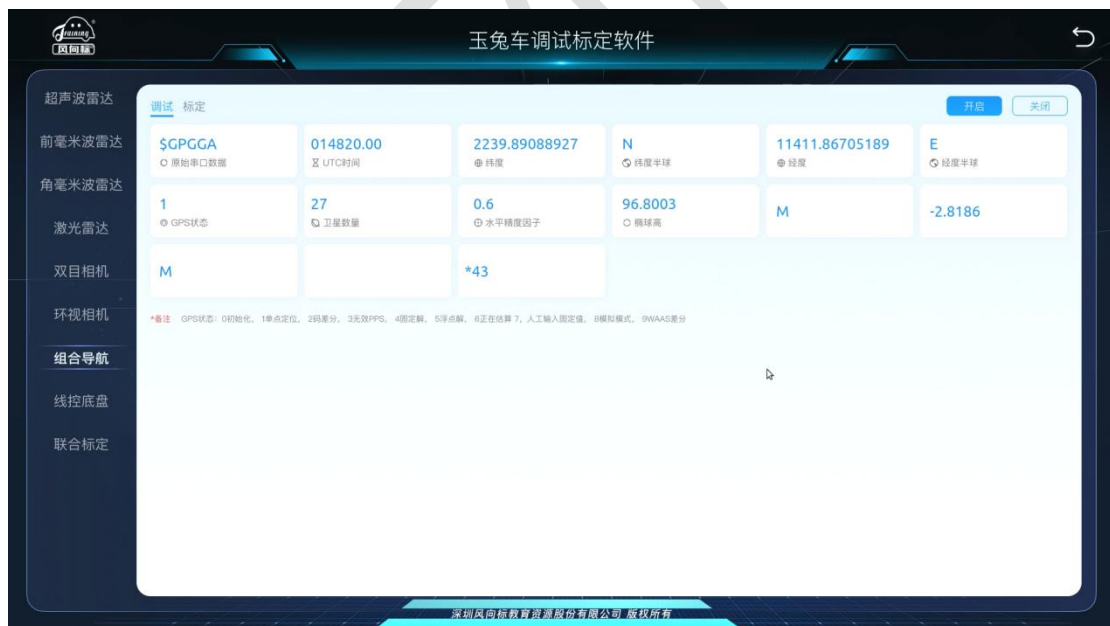 Training
风向标
玉兔车调试标定软件
超声波雷达
前毫米波雷达
角毫米波雷达
激光雷达
双目相机
环视相机
组合导航
线控底盘
联合标定
调试 标定
开启 关闭
$GPGGA 014820.00 2239.89088927 N 11411.86705189 E
原始串口数据 UTC时间 纬度 纬度半球 经度 经度半球
1 27 0.6 96.8003 M -2.8186
GPS状态 卫星数量 水平精度因子 椭球高
M *43
*备注 GPS状态: 0初始化, 1单点定位, 2码差分, 3无效PPS, 4固定解, 5浮点解, 6正在估算 7, 人工输入固定值, 8模拟模式, 9WAAS差分
深圳风向标教育资源股份有限公司 版权所有